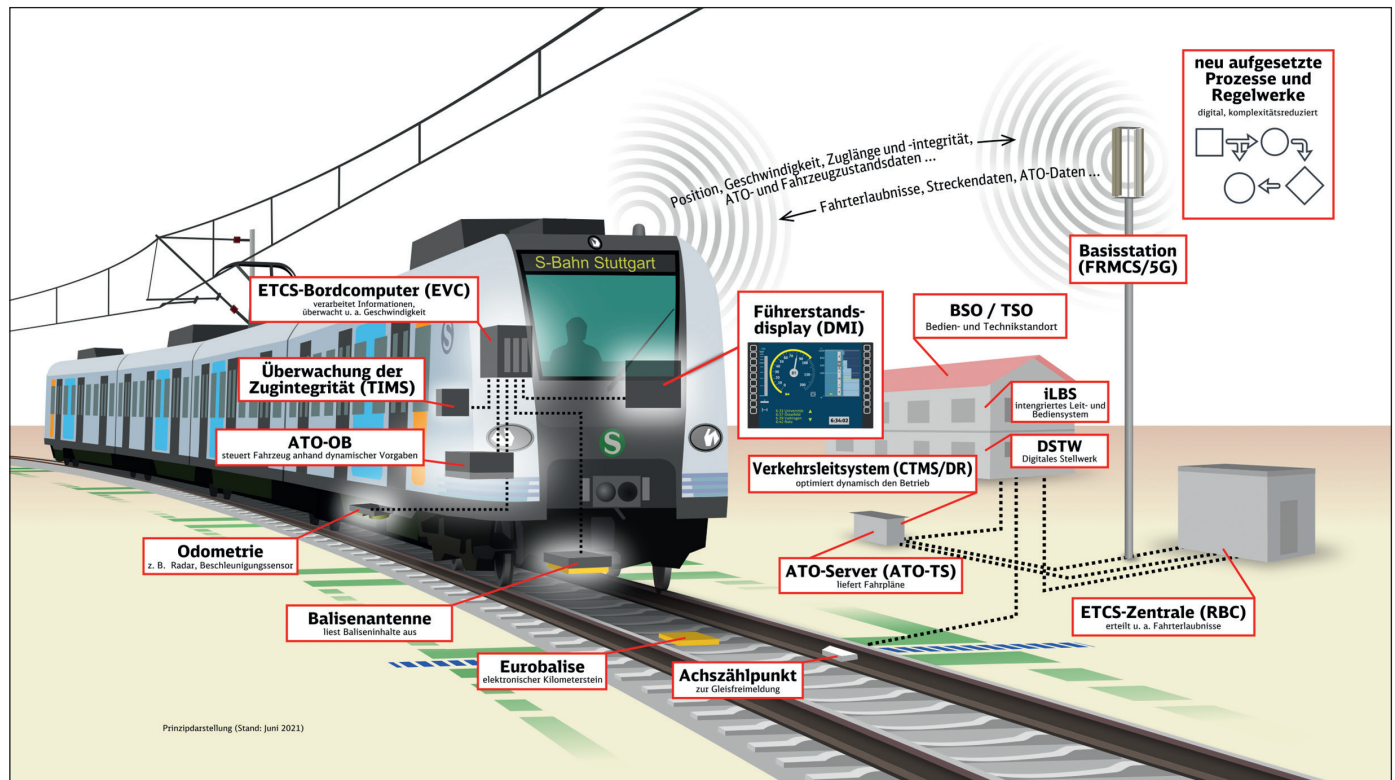 neu aufgesetzte
Prozesse und
Regelwerke
digital, komplexitätsreduziert
Position, Geschwindigkeit, Zuglänge und -integrität,
ATO- und Fahrzeugzustandsdaten ...
Fahrterlaubnisse, Streckendaten, ATO-Daten ...
Basisstation
(FRMCS/5G)
S-Bahn Stuttgart
ETCS-Bordcomputer (EVC)
verarbeitet Informationen,
überwacht u. a. Geschwindigkeit
Führerstands-
display (DMI)
6:34:02
BSO / TSO
Bedien- und Technikstandort
Überwachung der
Zugintegrität (TIMS)
iLBS
intengriertes Leit- und
Bediensystem
ATO-OB
steuert Fahrzeug anhand dynamischer Vorgaben
S
S
DSTW
Digitales Stellwerk
Verkehrsleitsystem (CTMS/DR)
optimiert dynamisch den Betrieb
Odometrie
z. B. Radar, Beschleunigungssensor
ATO-Server (ATO-TS)
liefert Fahrpläne
Balisenantenne
liest Baliseninhalte aus
ETCS-Zentrale (RBC)
erteilt u. a. Fahrterlaubnisse
Eurobalise
elektronischer Kilometerstein
Achszählpunkt
zur Gleisfreimeldung
Prinzipdarstellung (Stand: Juni 2021)